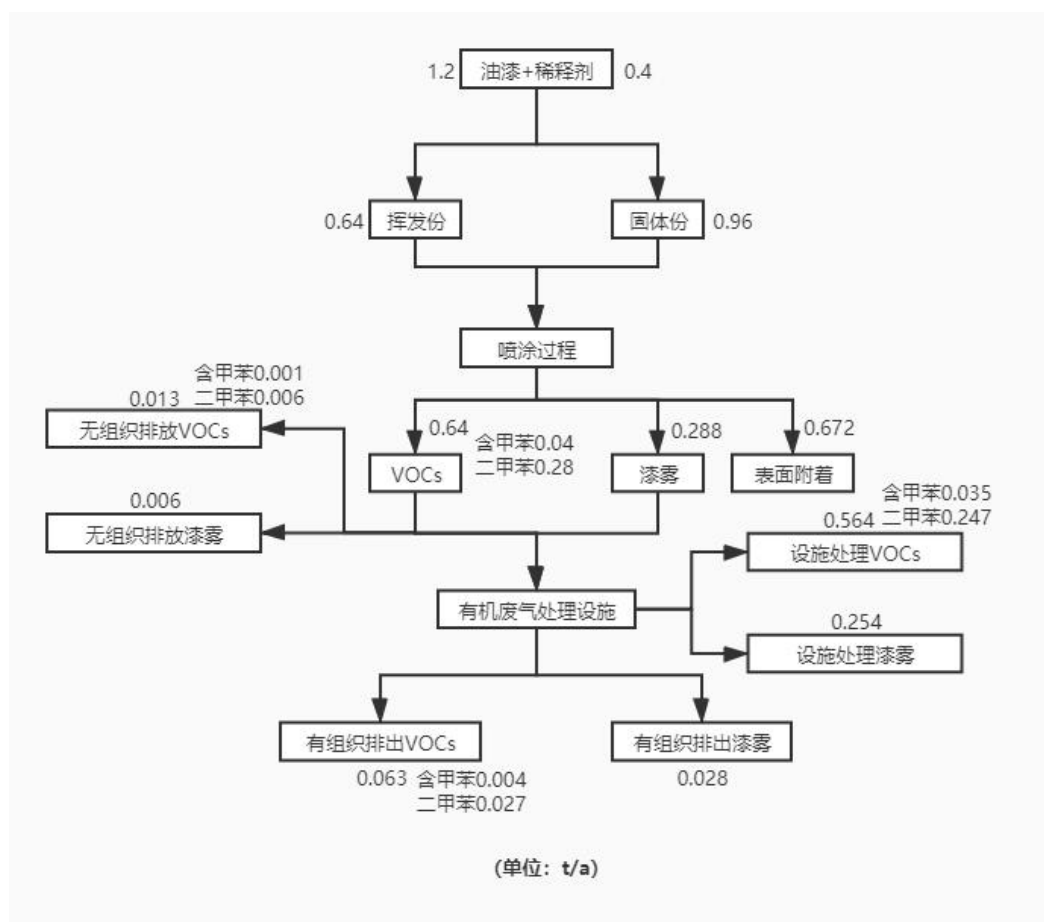 1.2 油漆+稀释剂 0.4
0.64 挥发份
固体份 0.96
喷涂过程
含甲苯0.001
0.013 二甲苯0.006
无组织排放VOCs
0.64 含甲苯0.04
二甲苯0.28
VOCs
0.288
漆雾
0.672
表面附着
0.006
无组织排放漆雾
含甲苯0.035
0.564 二甲苯0.247
设施处理VOCs
有机废气处理设施
0.254
设施处理漆雾
有组织排出VOCs
0.063 含甲苯0.004
二甲苯0.027
有组织排出漆雾
0.028
(单位：t/a)